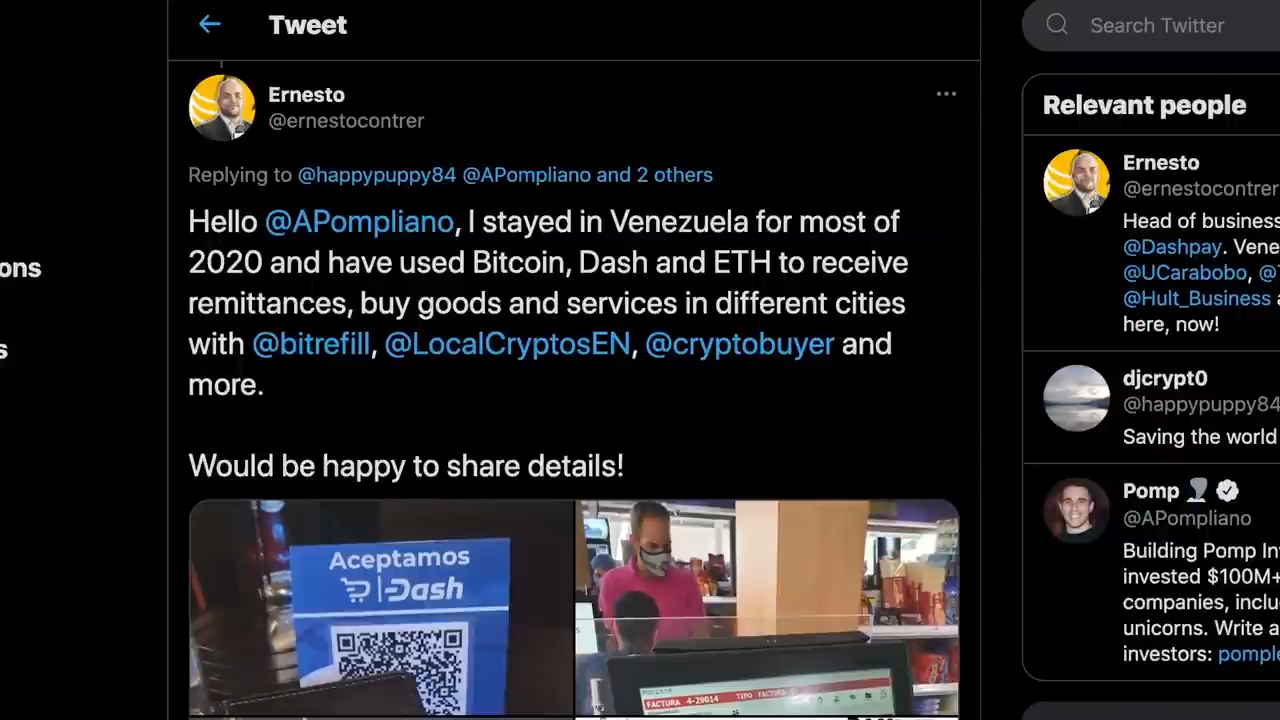 Tweet
Search Twitter
Ernesto
@ernestocontrer
Replying to @happypuppy84 @APompliano and 2 others
Hello @APompliano, I stayed in Venezuela for most of
2020 and have used Bitcoin, Dash and ETH to receive
remittances, buy goods and services in different cities
with @bitrefill, @LocalCryptosEN, @cryptobuyer and
more.
Would be happy to share details!
Aceptamos
Dash
FACTURA 4-29014 TIPO FACTURA
ons
s
Relevant people
Ernesto
@ernestocontrer
Head of business
@Dashpay. Vene
@UCarabobo, @
@Hult_Business
here, now!
djcrypt0
@happypuppy84
Saving the world
Pomp
@APompliano
Building Pomp In
invested $100M+
companies, inclu
unicorns. Write a
investors: pomple